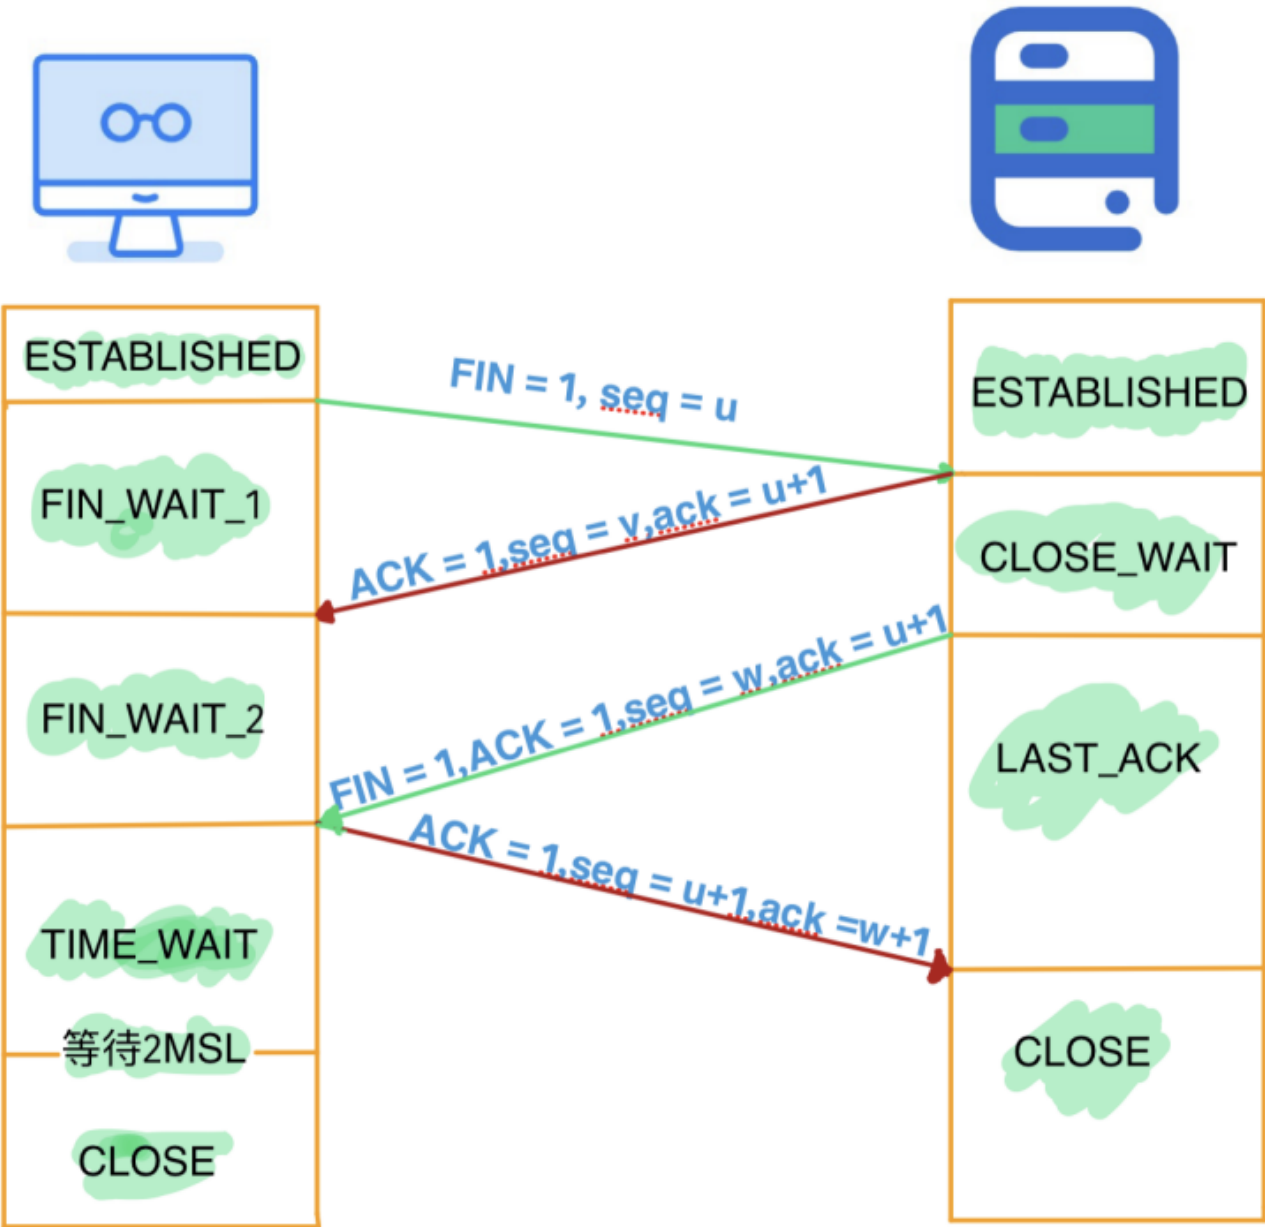 ESTABLISHED
FIN_WAIT_1
FIN_WAIT_2
TIME_WAIT
等待2MSL
CLOSE
FIN = 1, seq = u
ACK = 1,seq = v,ack = u+1
FIN = 1,ACK = 1,seq = w,ack = u+1
ACK = 1,seq = u+1,ack =w+1
ESTABLISHED
CLOSE_WAIT
LAST_ACK
CLOSE